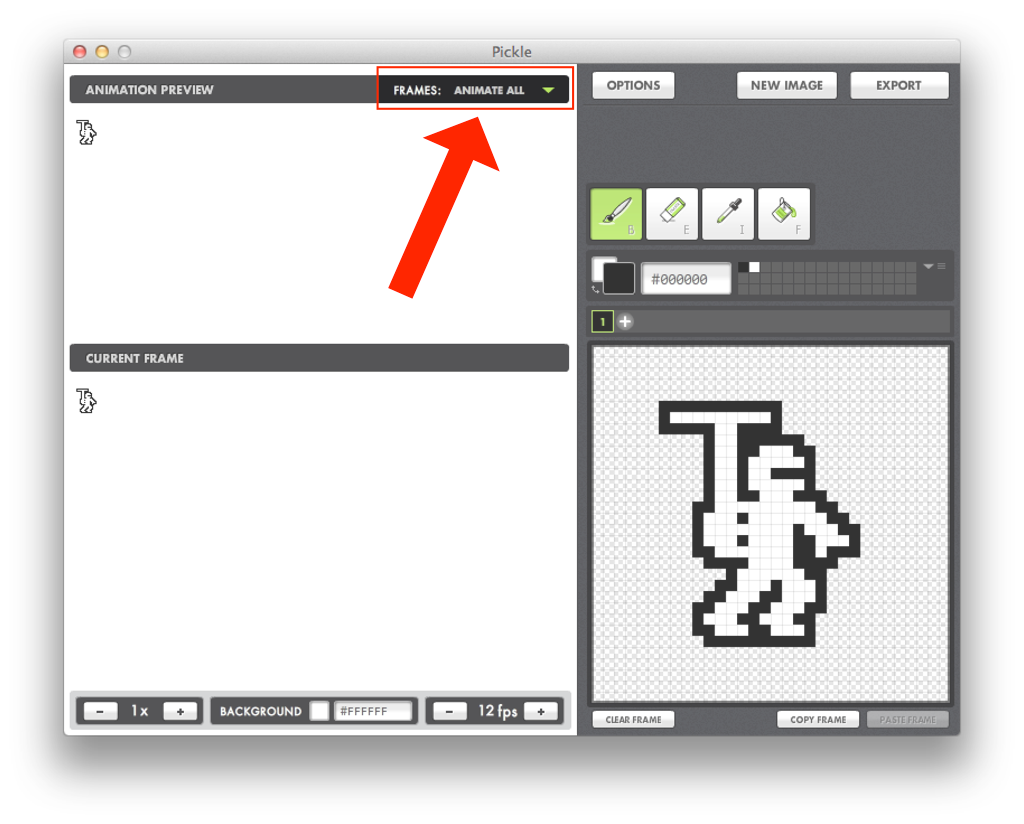 Pickle
ANIMATION PREVIEW
FRAMES: ANIMATE ALL
OPTIONS
NEW IMAGE
EXPORT
B
E
I
F
#000000
1
CURRENT FRAME
- 1x +
BACKGROUND #FFFFFF
- 12 fps +
CLEAR FRAME
COPY FRAME
PASTE FRAME